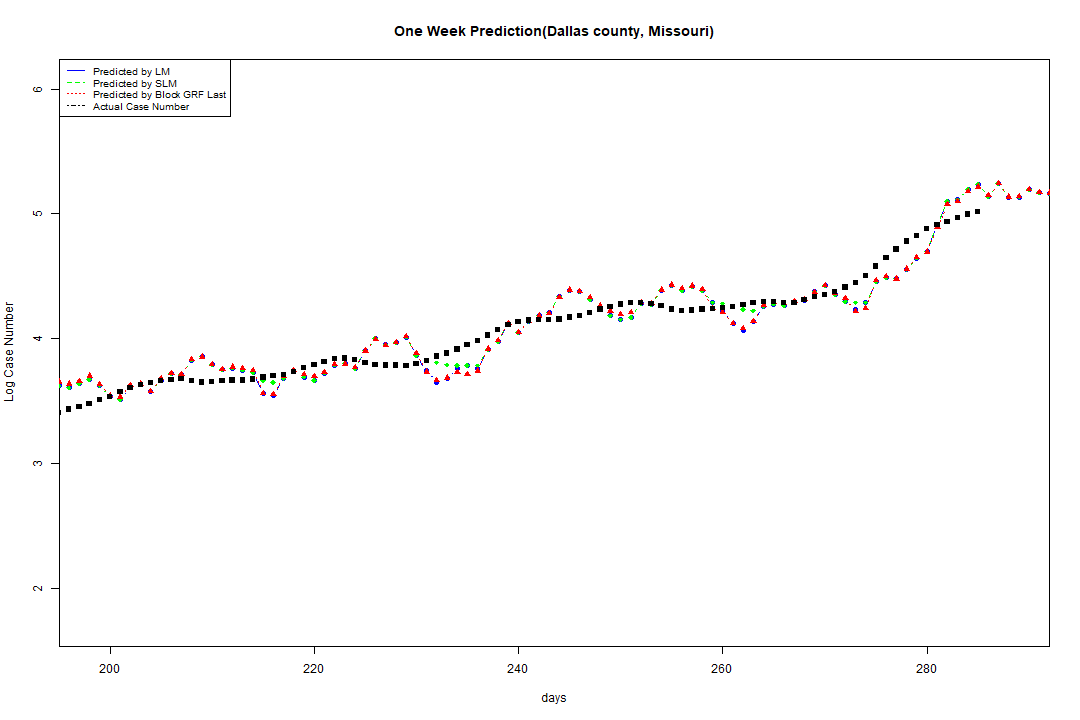 One Week Prediction(Dallas county, Missouri)
Predicted by LM
Predicted by SLM
Predicted by Block GRF Last
Actual Case Number
6
5
4
3
2
Log Case Number
200
220
240
260
280
days